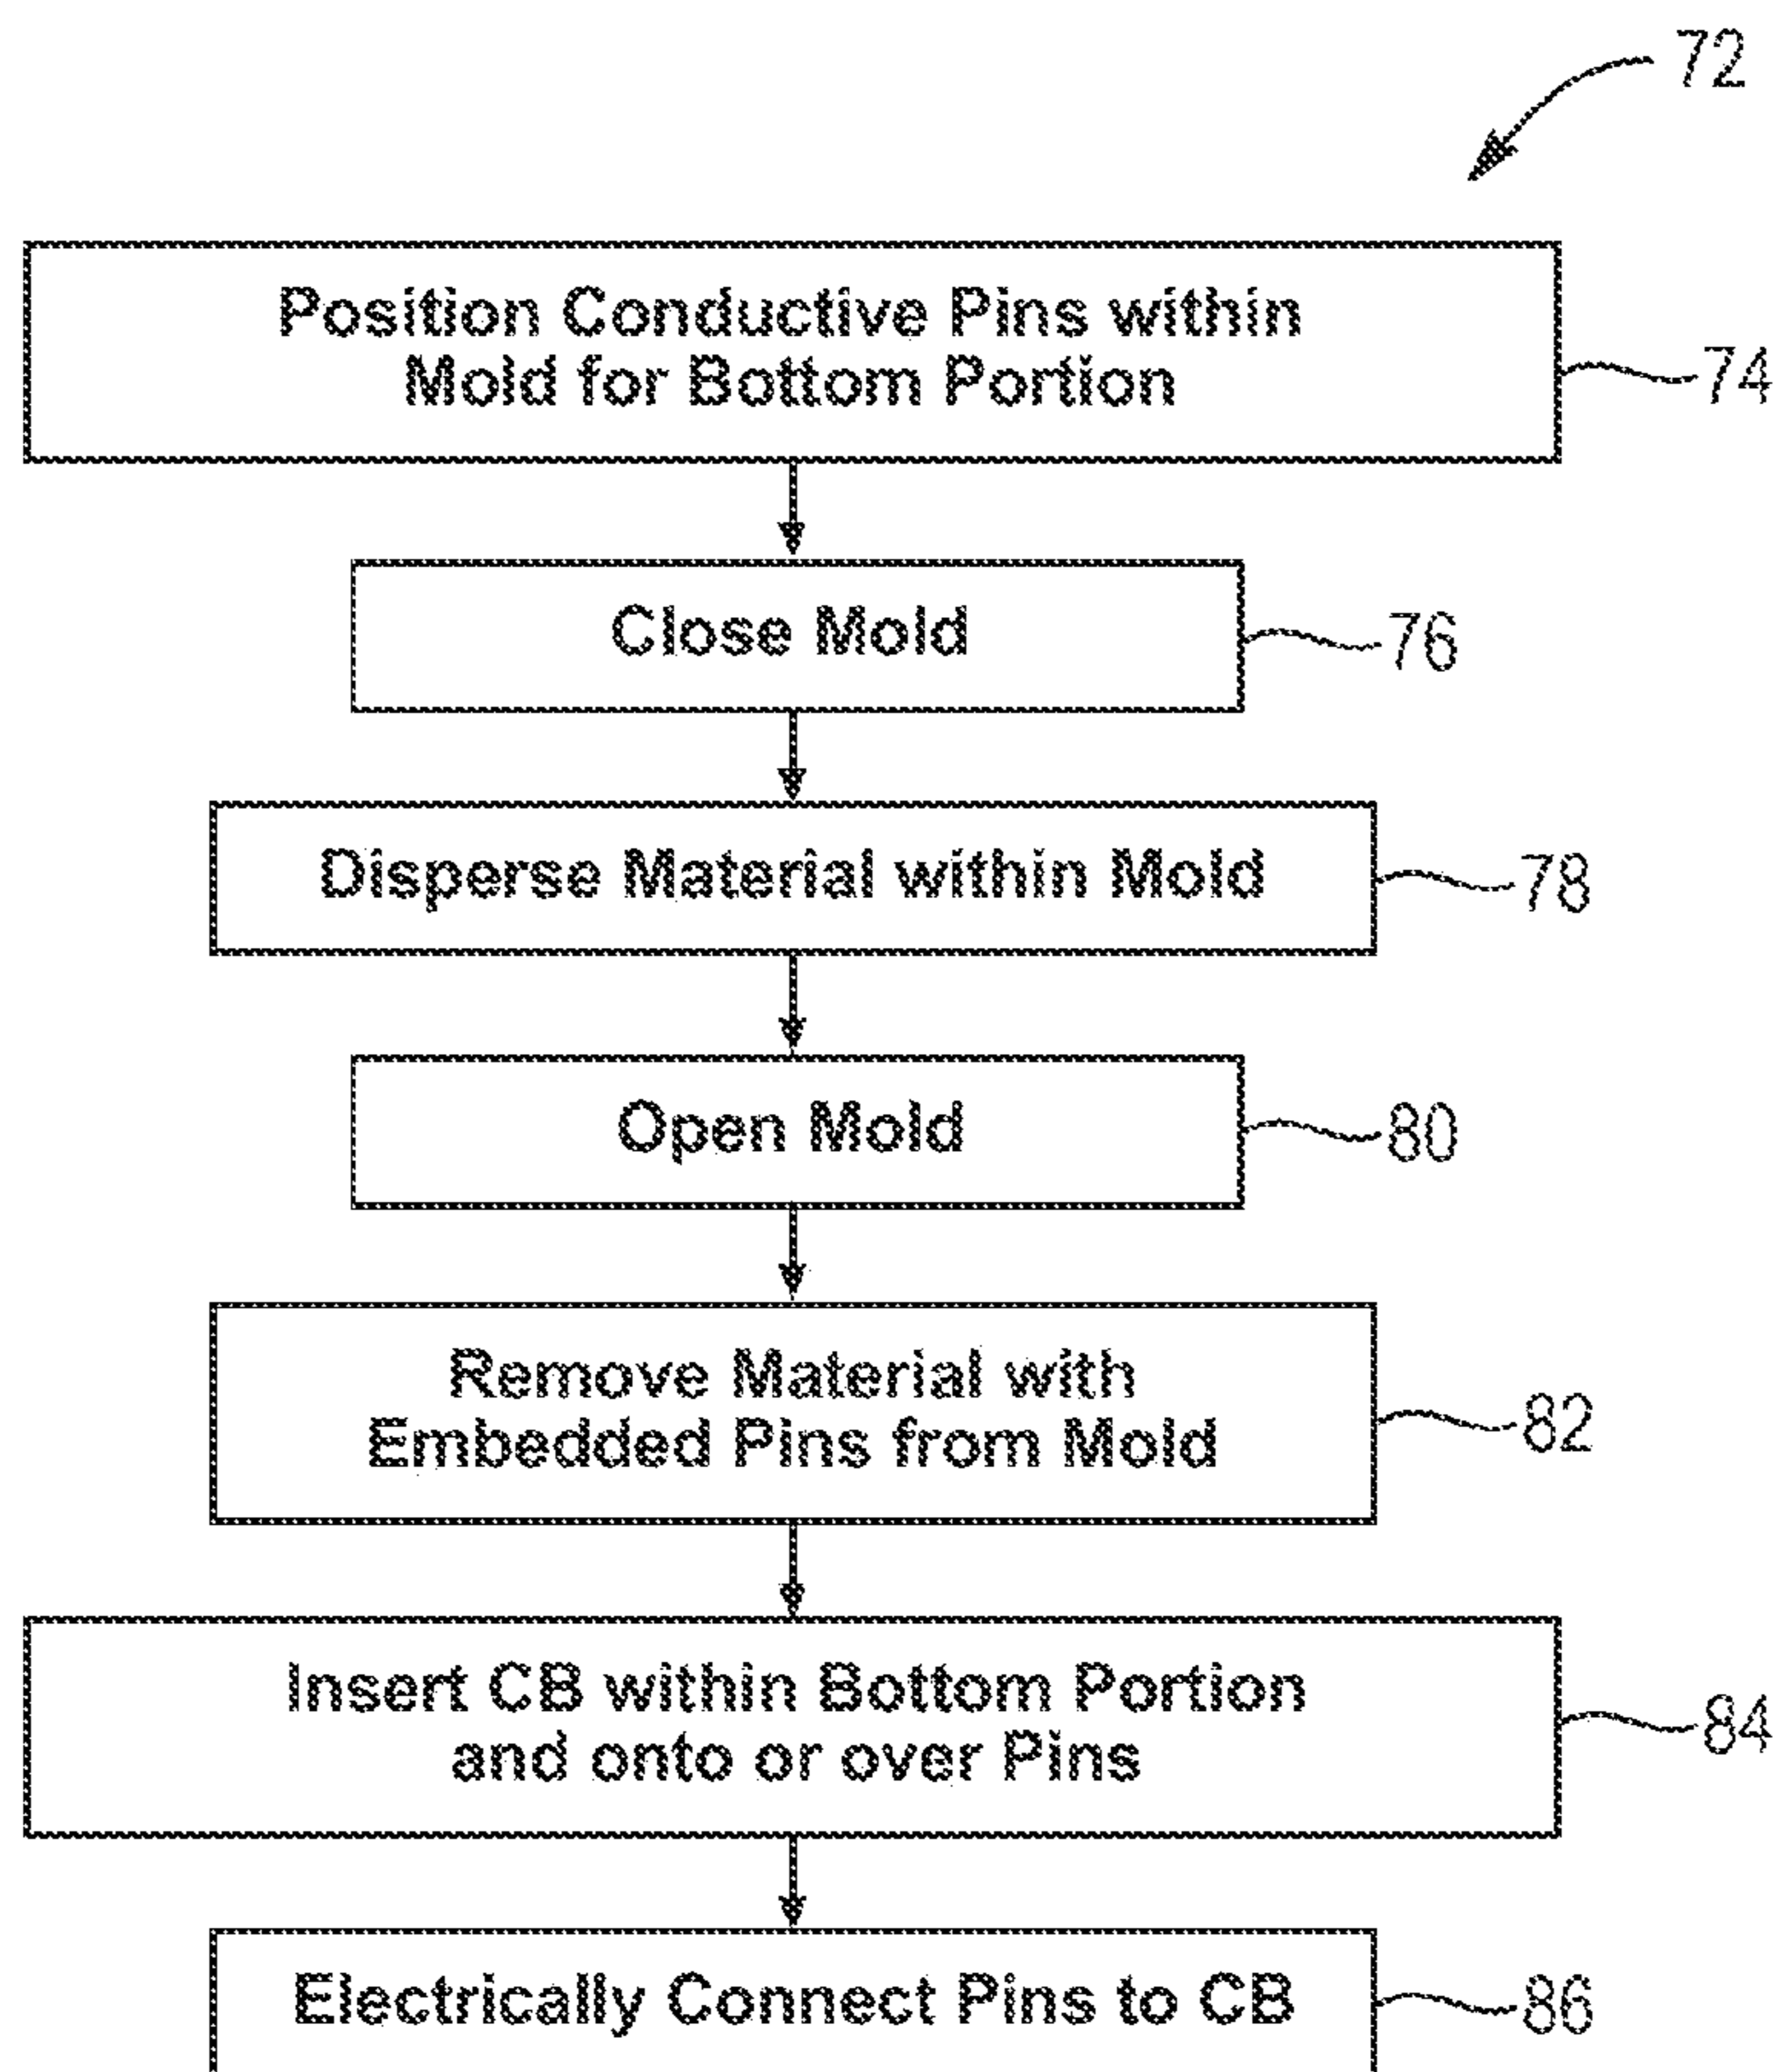 72
Position Conductive Pins within
Mold for Bottom Portion
74
Close Mold
76
Disperse Material within Mold
78
Open Mold
80
Remove Material with
Embedded Pins from Mold
82
Insert CB within Bottom Portion
and onto or over Pins
84
Electrically Connect Pins to CB
86